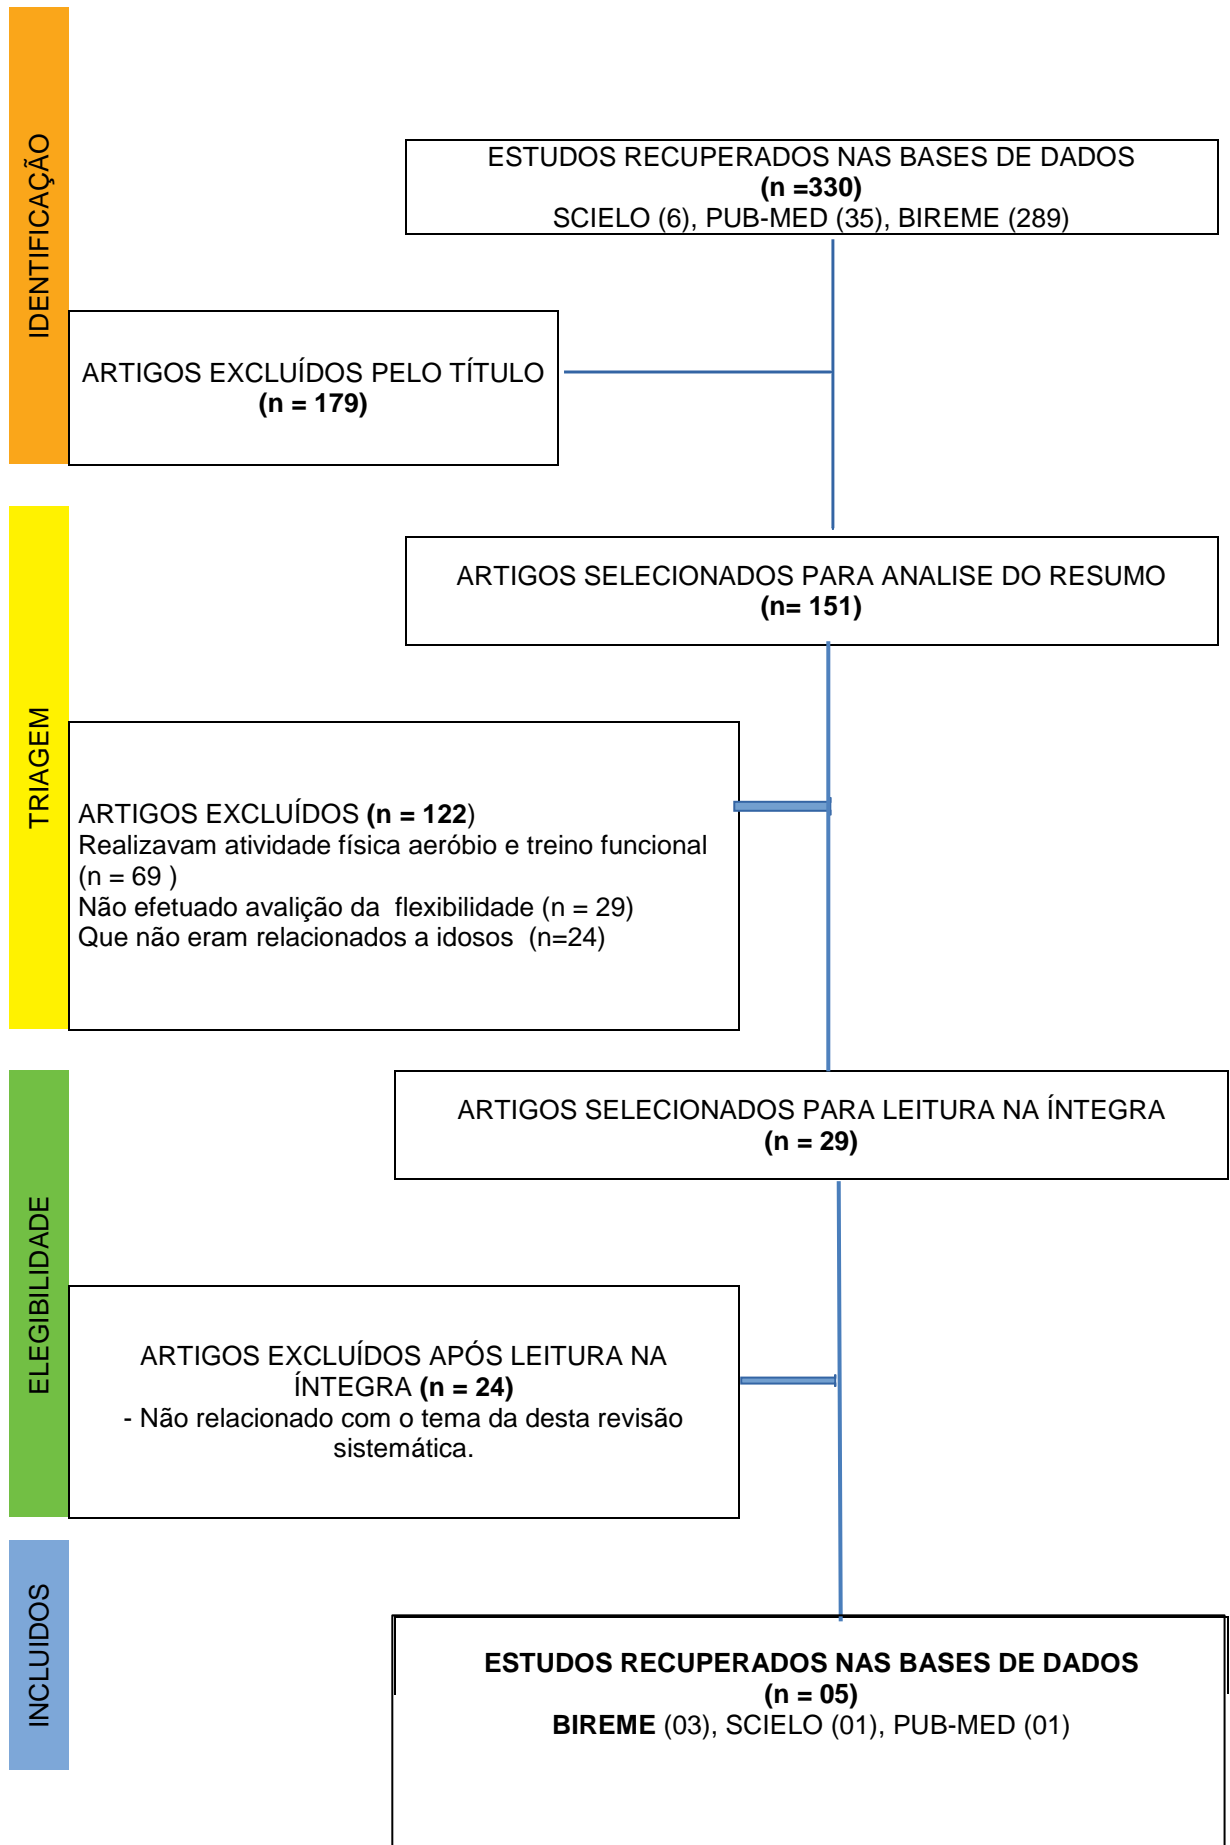 IDENTIFICAÇÃO
ESTUDOS RECUPERADOS NAS BASES DE DADOS
(n =330)
SCIELO (6), PUB-MED (35), BIREME (289)
ARTIGOS EXCLUÍDOS PELO TÍTULO
(n = 179)
TRIAGEM
ARTIGOS SELECIONADOS PARA ANALISE DO RESUMO
(n= 151)
ARTIGOS EXCLUÍDOS (n = 122)
Realizavam atividade física aeróbio e treino funcional
(n = 69 )
Não efetuado avalição da flexibilidade (n = 29)
Que não eram relacionados a idosos (n=24)
ELEGIBILIDADE
ARTIGOS SELECIONADOS PARA LEITURA NA ÍNTEGRA
(n = 29)
ARTIGOS EXCLUÍDOS APÓS LEITURA NA
ÍNTEGRA (n = 24)
- Não relacionado com o tema da desta revisão
sistemática.
INCLUIDOS
ESTUDOS RECUPERADOS NAS BASES DE DADOS
(n = 05)
BIREME (03), SCIELO (01), PUB-MED (01)